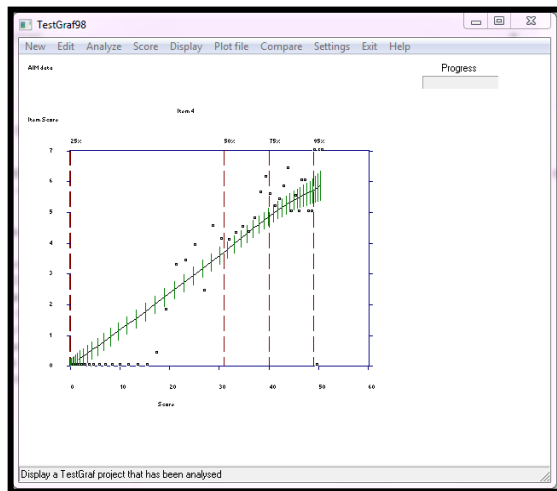 TestGraf98
New Edit Analyze Score Display Plot file Compare Settings Exit Help
AIM data
Progress
Item 4
Item Score
25% 50% 75% 95%
7
6
5
4
3
2
1
0
0 10 20 30 40 50 60
Score
Display a TestGraf project that has been analysed